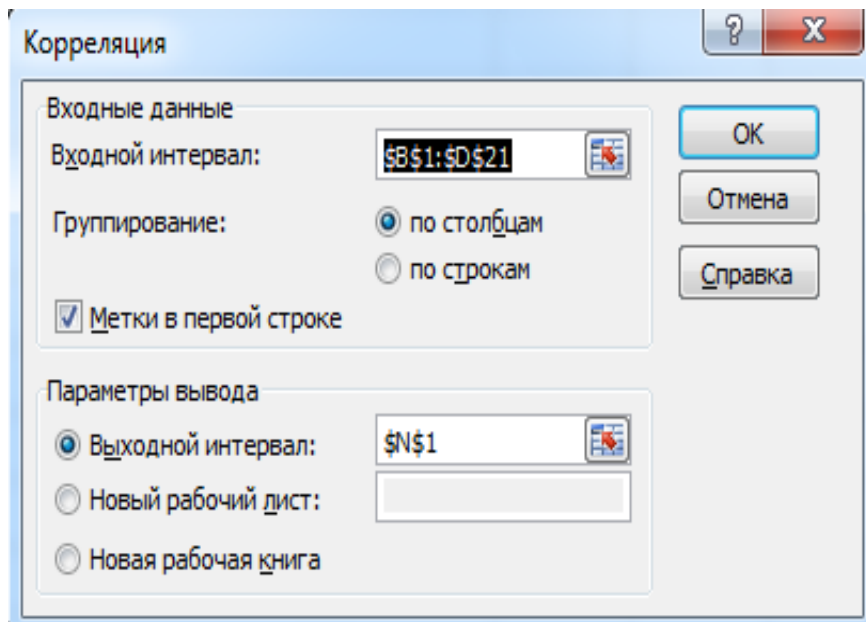 Корреляция
?
X
Входные данные
Входной интервал: $B$1:$D$21
OK
Отмена
Группирование: по столбцам
по строкам
Справка
Метки в первой строке
Параметры вывода
Выходной интервал: $N$1
Новый рабочий лист:
Новая рабочая книга